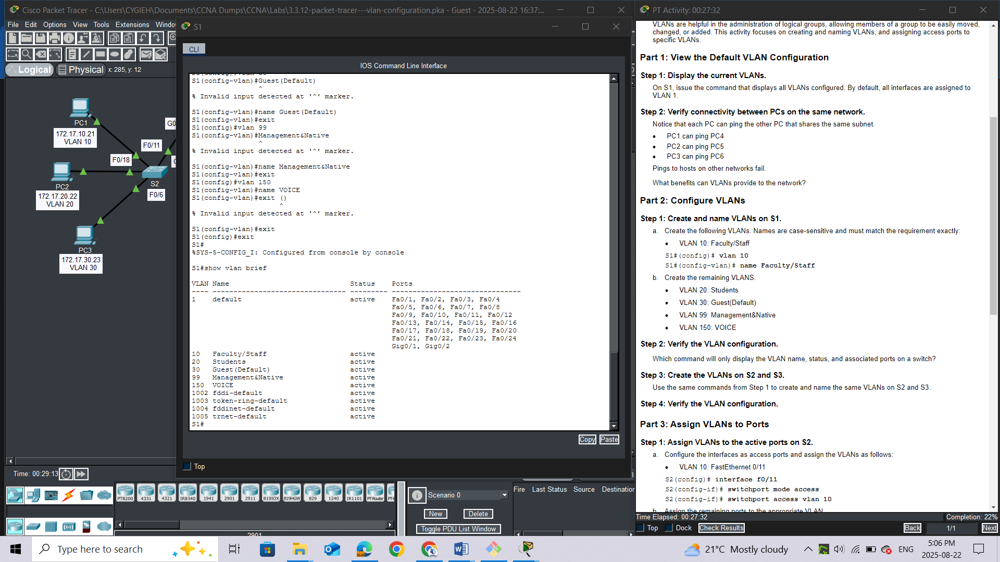 Cisco Packet Tracer - C:\Users\CYGIEH\Documents\CCNA Dumps\CCNA\Labs\3.3.12-packet-tracer---vlan-configuration.pka - Guest - 2025-08-22 16:37:...
File Edit Options View Tools Extensions Window
Logical Physical x: 285, y: 12
PC1
172.17.10.21
VLAN 10
G0
F0/11
F0/18
PC2
172.17.20.22
VLAN 20
S2
F0/6
PC3
172.17.30.23
VLAN 30
Time: 00:29:13
S1
CLI
IOS Command Line Interface
S1(config-vlan)#Guest(Default)
^
% Invalid input detected at '^' marker.
S1(config-vlan)#name Guest(Default)
S1(config-vlan)#exit
S1(config)#vlan 99
S1(config-vlan)#Management&Native
^
% Invalid input detected at '^' marker.
S1(config-vlan)#name Management&Native
S1(config-vlan)#exit
S1(config)#vlan 150
S1(config-vlan)#name VOICE
S1(config-vlan)#exit ()
^
% Invalid input detected at '^' marker.
S1(config-vlan)#exit
S1(config)#exit
S1#
%SYS-5-CONFIG_I: Configured from console by console
S1#show vlan brief
VLAN Name Status Ports
---- -------------------------------- --------- -------------------------------
1 default active Fa0/1, Fa0/2, Fa0/3, Fa0/4
Fa0/5, Fa0/6, Fa0/7, Fa0/8
Fa0/9, Fa0/10, Fa0/11, Fa0/12
Fa0/13, Fa0/14, Fa0/15, Fa0/16
Fa0/17, Fa0/18, Fa0/19, Fa0/20
Fa0/21, Fa0/22, Fa0/23, Fa0/24
Gig0/1, Gig0/2
10 Faculty/Staff active
20 Students active
30 Guest(Default) active
99 Management&Native active
150 VOICE active
1002 fddi-default active
1003 token-ring-default active
1004 fddinet-default active
1005 trnet-default active
S1#
Copy Paste
Top
PT8200 4331 4321 IR8340 1941 2901 2911 819IOX 819HGW 829 1240 IR1101 PT-Router
2901
Scenario 0
New Delete
Toggle PDU List Window
Fire Last Status Source Destination
PT Activity: 00:27:32
VLANs are helpful in the administration of logical groups, allowing members of a group to be easily moved,
changed, or added. This activity focuses on creating and naming VLANs, and assigning access ports to
specific VLANs.
Part 1: View the Default VLAN Configuration
Step 1: Display the current VLANs.
On S1, issue the command that displays all VLANs configured. By default, all interfaces are assigned to
VLAN 1.
Step 2: Verify connectivity between PCs on the same network.
Notice that each PC can ping the other PC that shares the same subnet.
• PC1 can ping PC4
• PC2 can ping PC5
• PC3 can ping PC6
Pings to hosts on other networks fail.
What benefits can VLANs provide to the network?
Part 2: Configure VLANs
Step 1: Create and name VLANs on S1.
a. Create the following VLANs. Names are case-sensitive and must match the requirement exactly:
• VLAN 10: Faculty/Staff
S1#(config)# vlan 10
S1#(config-vlan)# name Faculty/Staff
b. Create the remaining VLANS.
• VLAN 20: Students
• VLAN 30: Guest(Default)
• VLAN 99: Management&Native
• VLAN 150: VOICE
Step 2: Verify the VLAN configuration.
Which command will only display the VLAN name, status, and associated ports on a switch?
Step 3: Create the VLANs on S2 and S3.
Use the same commands from Step 1 to create and name the same VLANs on S2 and S3.
Step 4: Verify the VLAN configuration.
Part 3: Assign VLANs to Ports
Step 1: Assign VLANs to the active ports on S2.
a. Configure the interfaces as access ports and assign the VLANs as follows:
• VLAN 10: FastEthernet 0/11
S2(config)# interface f0/11
S2(config-if)# switchport mode access
S2(config-if)# switchport access vlan 10
b. Assign the remaining ports to the appropriate VLAN.
Time Elapsed: 00:27:32 Completion: 22%
Top Dock Check Results Back 1/1 Next
Type here to search
21°C Mostly cloudy
ENG
5:06 PM
2025-08-22